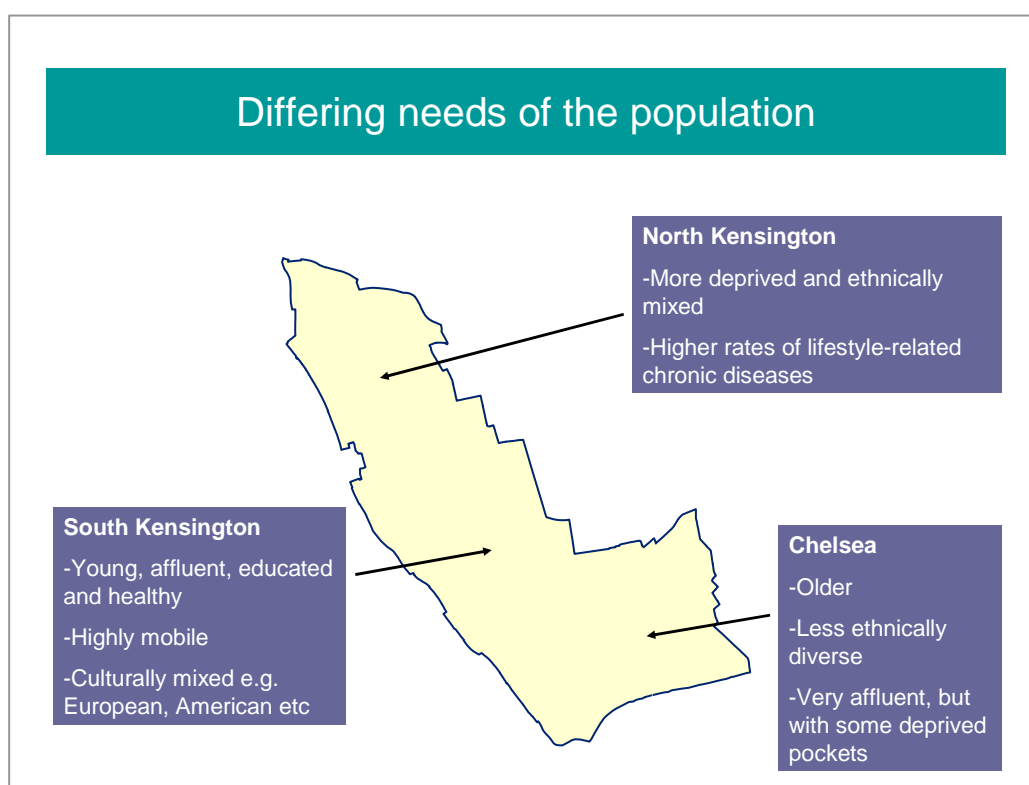 Differing needs of the population
North Kensington
-More deprived and ethnically
mixed
-Higher rates of lifestyle-related
chronic diseases
South Kensington
-Young, affluent, educated
and healthy
-Highly mobile
-Culturally mixed e.g.
European, American etc
Chelsea
-Older
-Less ethnically
diverse
-Very affluent, but
with some deprived
pockets